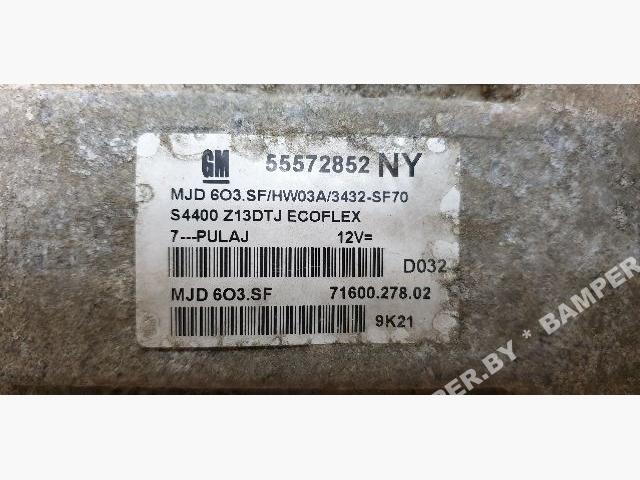 GM 55572852 NY
MJD 6O3.SF/HW03A/3432-SF70
S4400 Z13DTJ ECOFLEX
7---PULAJ 12V=
D032
MJD 6O3.SF 71600.278.02
9K21
BAMPER.BY * BAMPER